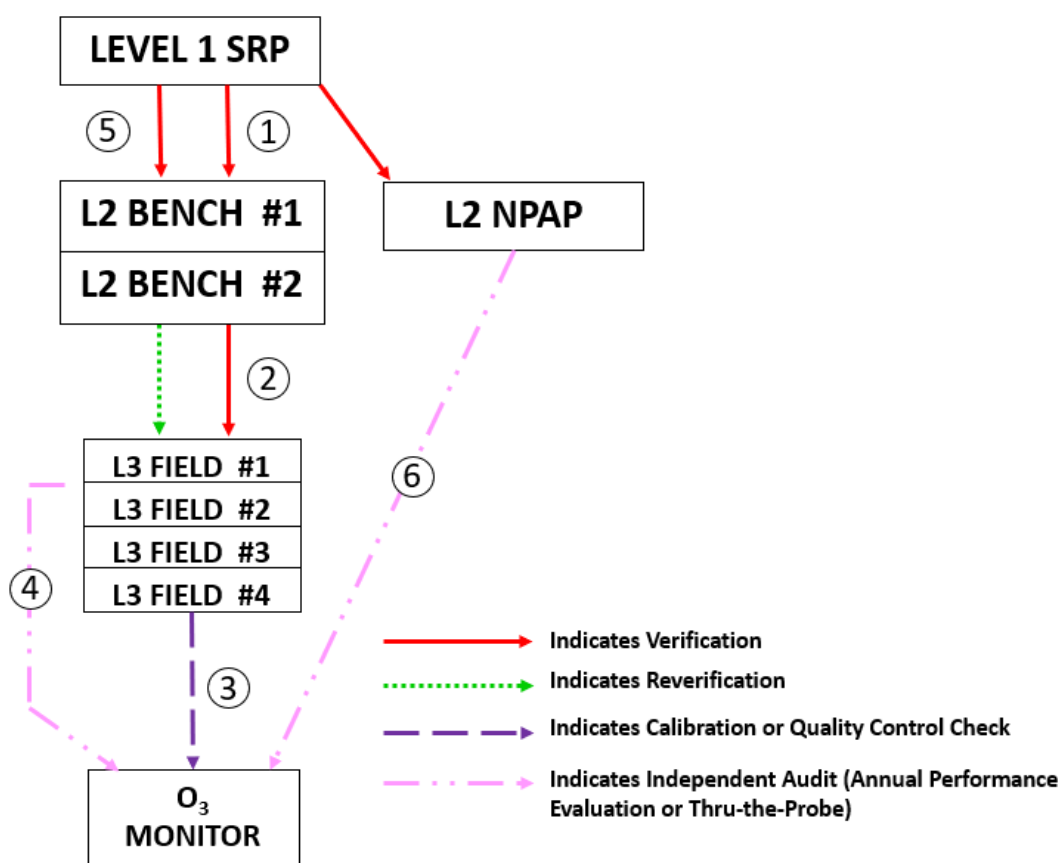 LEVEL 1 SRP
5
1
L2 BENCH #1
L2 NPAP
L2 BENCH #2
2
L3 FIELD #1
L3 FIELD #2
6
L3 FIELD #3
4
L3 FIELD #4
Indicates Verification
Indicates Reverification
3
Indicates Calibration or Quality Control Check
Indicates Independent Audit (Annual Performance
Evaluation or Thru-the-Probe)
O₃
MONITOR